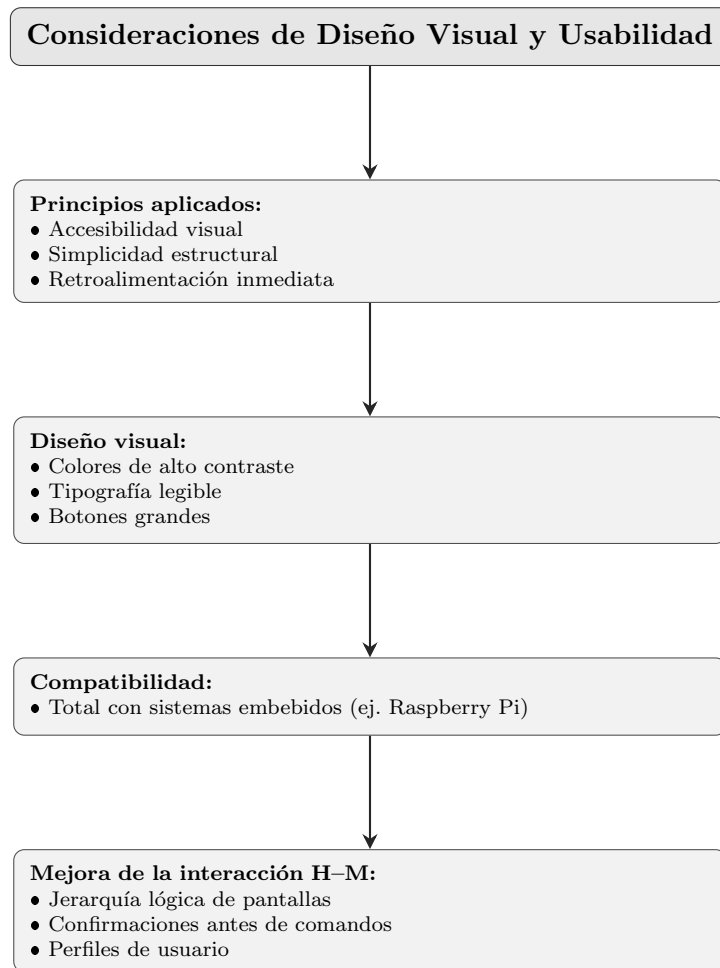 Consideraciones de Diseño Visual y Usabilidad
Principios aplicados:
• Accesibilidad visual
• Simplicidad estructural
• Retroalimentación inmediata
Diseño visual:
• Colores de alto contraste
• Tipografía legible
• Botones grandes
Compatibilidad:
• Total con sistemas embebidos (ej. Raspberry Pi)
Mejora de la interacción H–M:
• Jerarquía lógica de pantallas
• Confirmaciones antes de comandos
• Perfiles de usuario